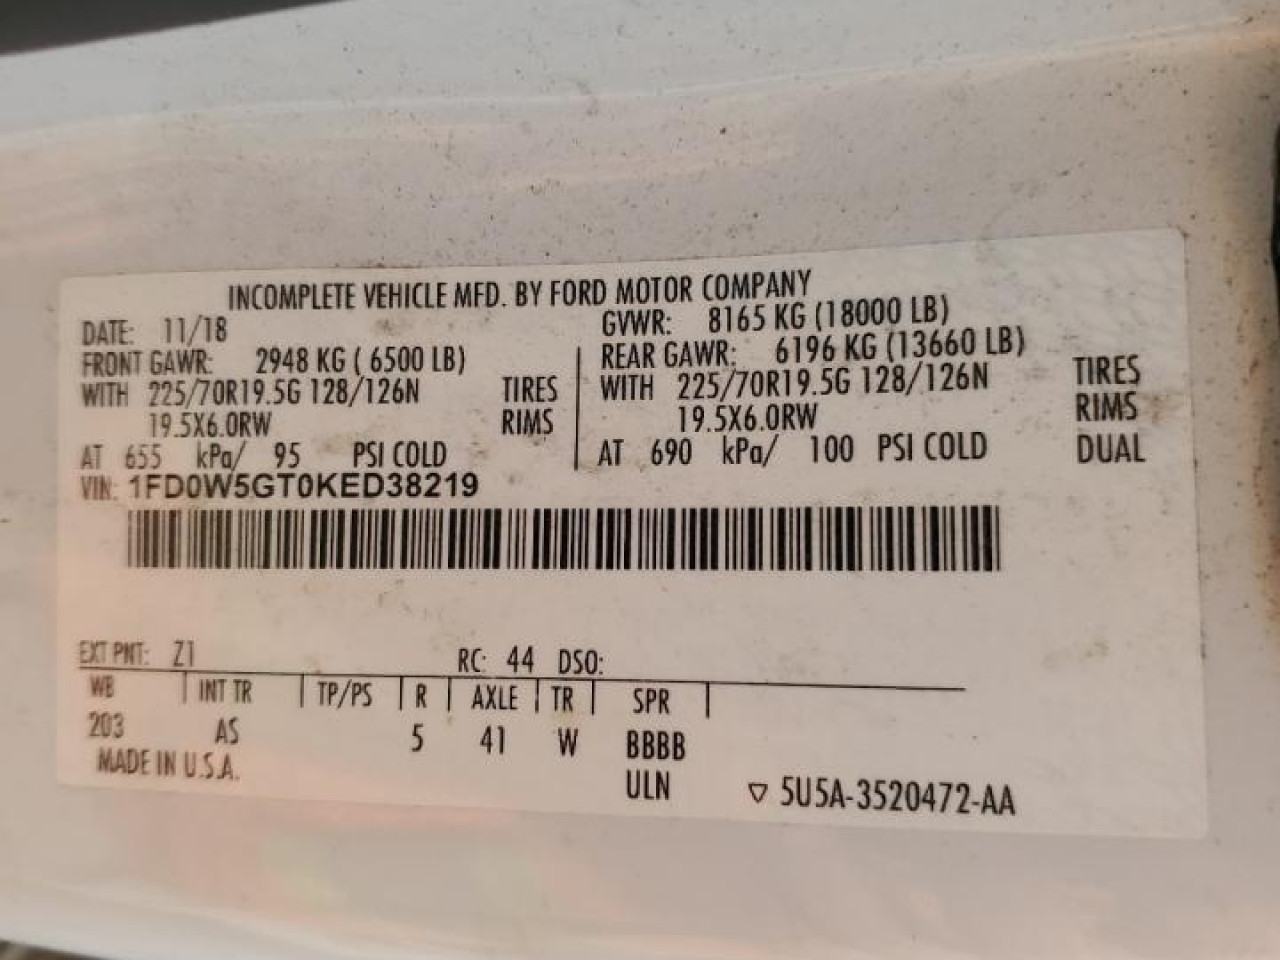 INCOMPLETE VEHICLE MFD. BY FORD MOTOR COMPANY
DATE: 11/18 GVWR: 8165 KG (18000 LB)
FRONT GAWR: 2948 KG ( 6500 LB) REAR GAWR: 6196 KG (13660 LB)
WITH 225/70R19.5G 128/126N TIRES WITH 225/70R19.5G 128/126N TIRES
19.5X6.0RW RIMS 19.5X6.0RW RIMS
AT 655 kPa/ 95 PSI COLD AT 690 kPa/ 100 PSI COLD DUAL
VIN: 1FD0W5GT0KED38219
EXT PNT: Z1 RC: 44 DSO:
WB INT TR TP/PS R AXLE TR SPR
203 AS 5 41 W BBBB
MADE IN U.S.A. ULN ▽ 5U5A-3520472-AA